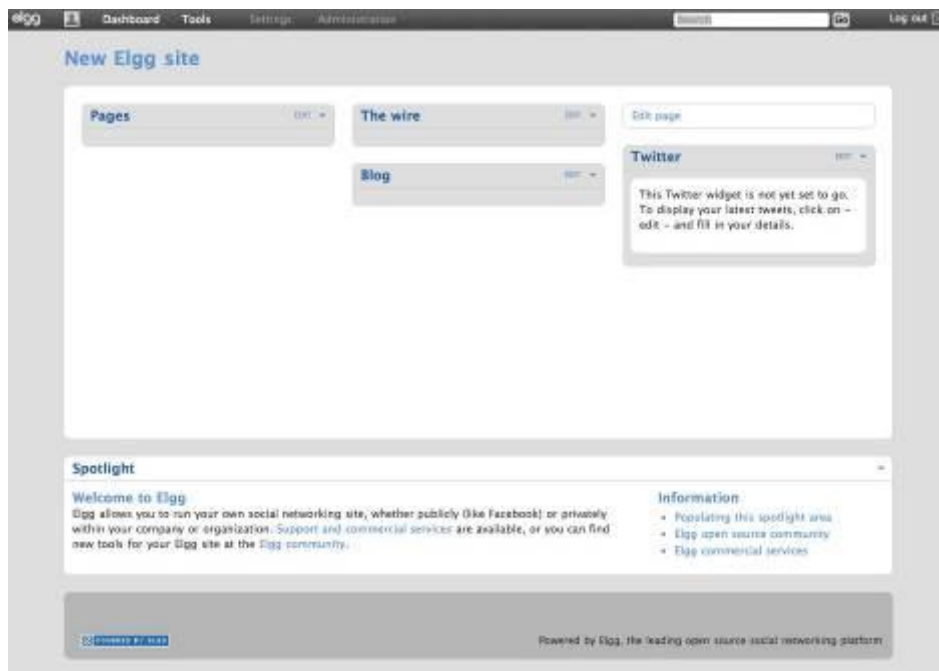 elgg Dashboard Tools Settings Administration Search Go Log out
New Elgg site
Pages
The wire
Edit page
Blog
Twitter
This Twitter widget is not yet set to go.
To display your latest tweets, click on –
edit – and fill in your details.
Spotlight
Welcome to Elgg
Elgg allows you to run your own social networking site, whether publicly (like Facebook) or privately
within your company or organization. Support and commercial services are available, or you can find
new tools for your Elgg site at the Elgg community.
Information
Populating this spotlight area
Elgg open source community
Elgg commercial services
POWERED BY ELGG
Powered by Elgg, the leading open source social networking platform